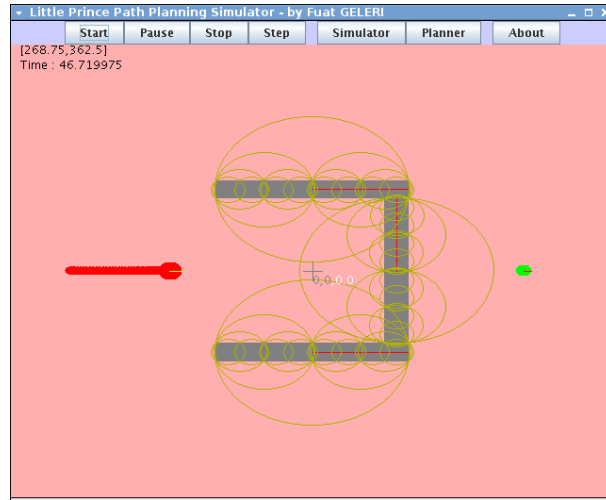 Little Prince Path Planning Simulator - by Fuat GELERI
Start Pause Stop Step Simulator Planner About
[268.75,362.5]
Time : 46.719975
0,0,0.0